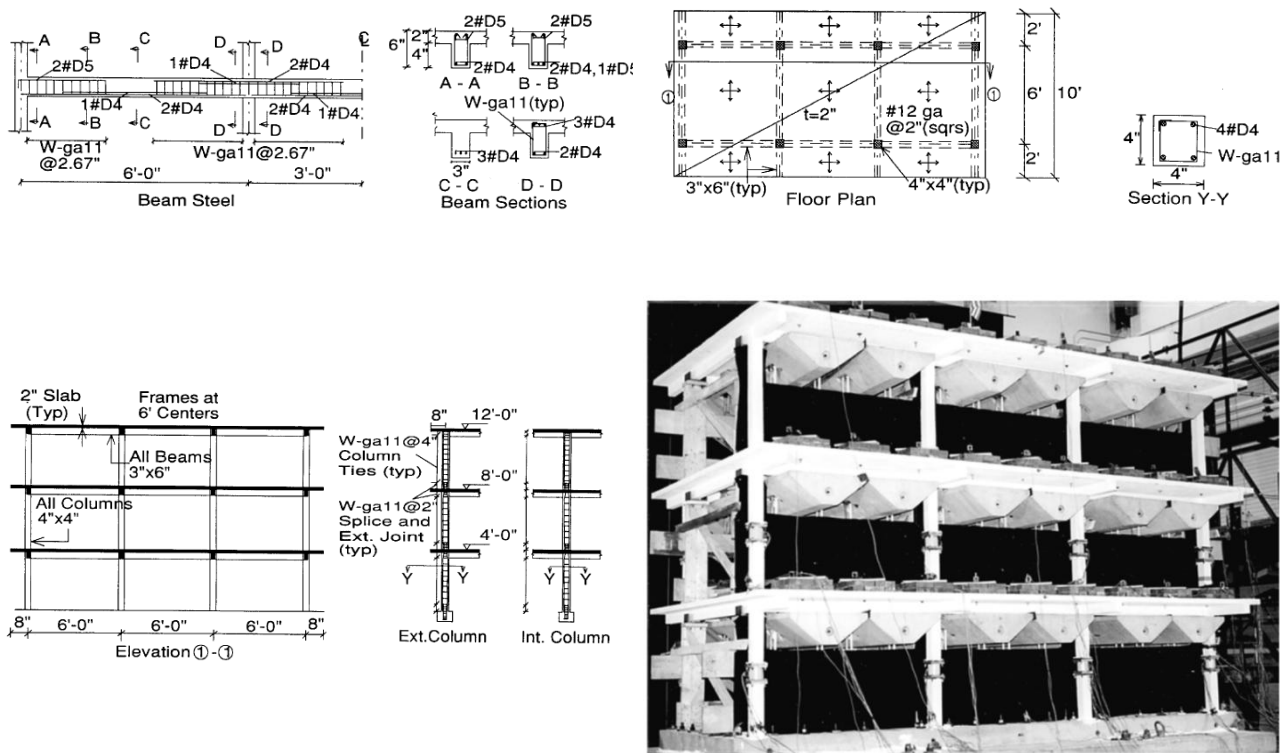 A B C D D ℄
2#D5 1#D4 2#D4
1#D4 2#D4 2#D4 1#D4
A B C D D
W-ga11
@2.67"
W-ga11@2.67"
6'-0" 3'-0"
Beam Steel
2#D5 2#D5
6" 2"
4"
2#D4 2#D4,1#D5
A - A B - B
W-ga11(typ)
3#D4
3#D4 2#D4
3"
C - C D - D
Beam Sections
2'
6' 10'
2'
① ①
t=2"
#12 ga
@2"(sqrs)
3"x6"(typ) 4"x4"(typ)
Floor Plan
4"
4#D4
W-ga11
4"
Section Y-Y
2" Slab
(Typ)
Frames at
6' Centers
All Beams
3"x6"
All Columns
4"x4"
8" 6'-0" 6'-0" 6'-0" 8"
Elevation ①-①
8" 12'-0"
W-ga11@4"
Column
Ties (typ)
8'-0"
W-ga11@2"
Splice and
Ext. Joint
(typ)
4'-0"
Y Y Y Y
Ext.Column Int. Column